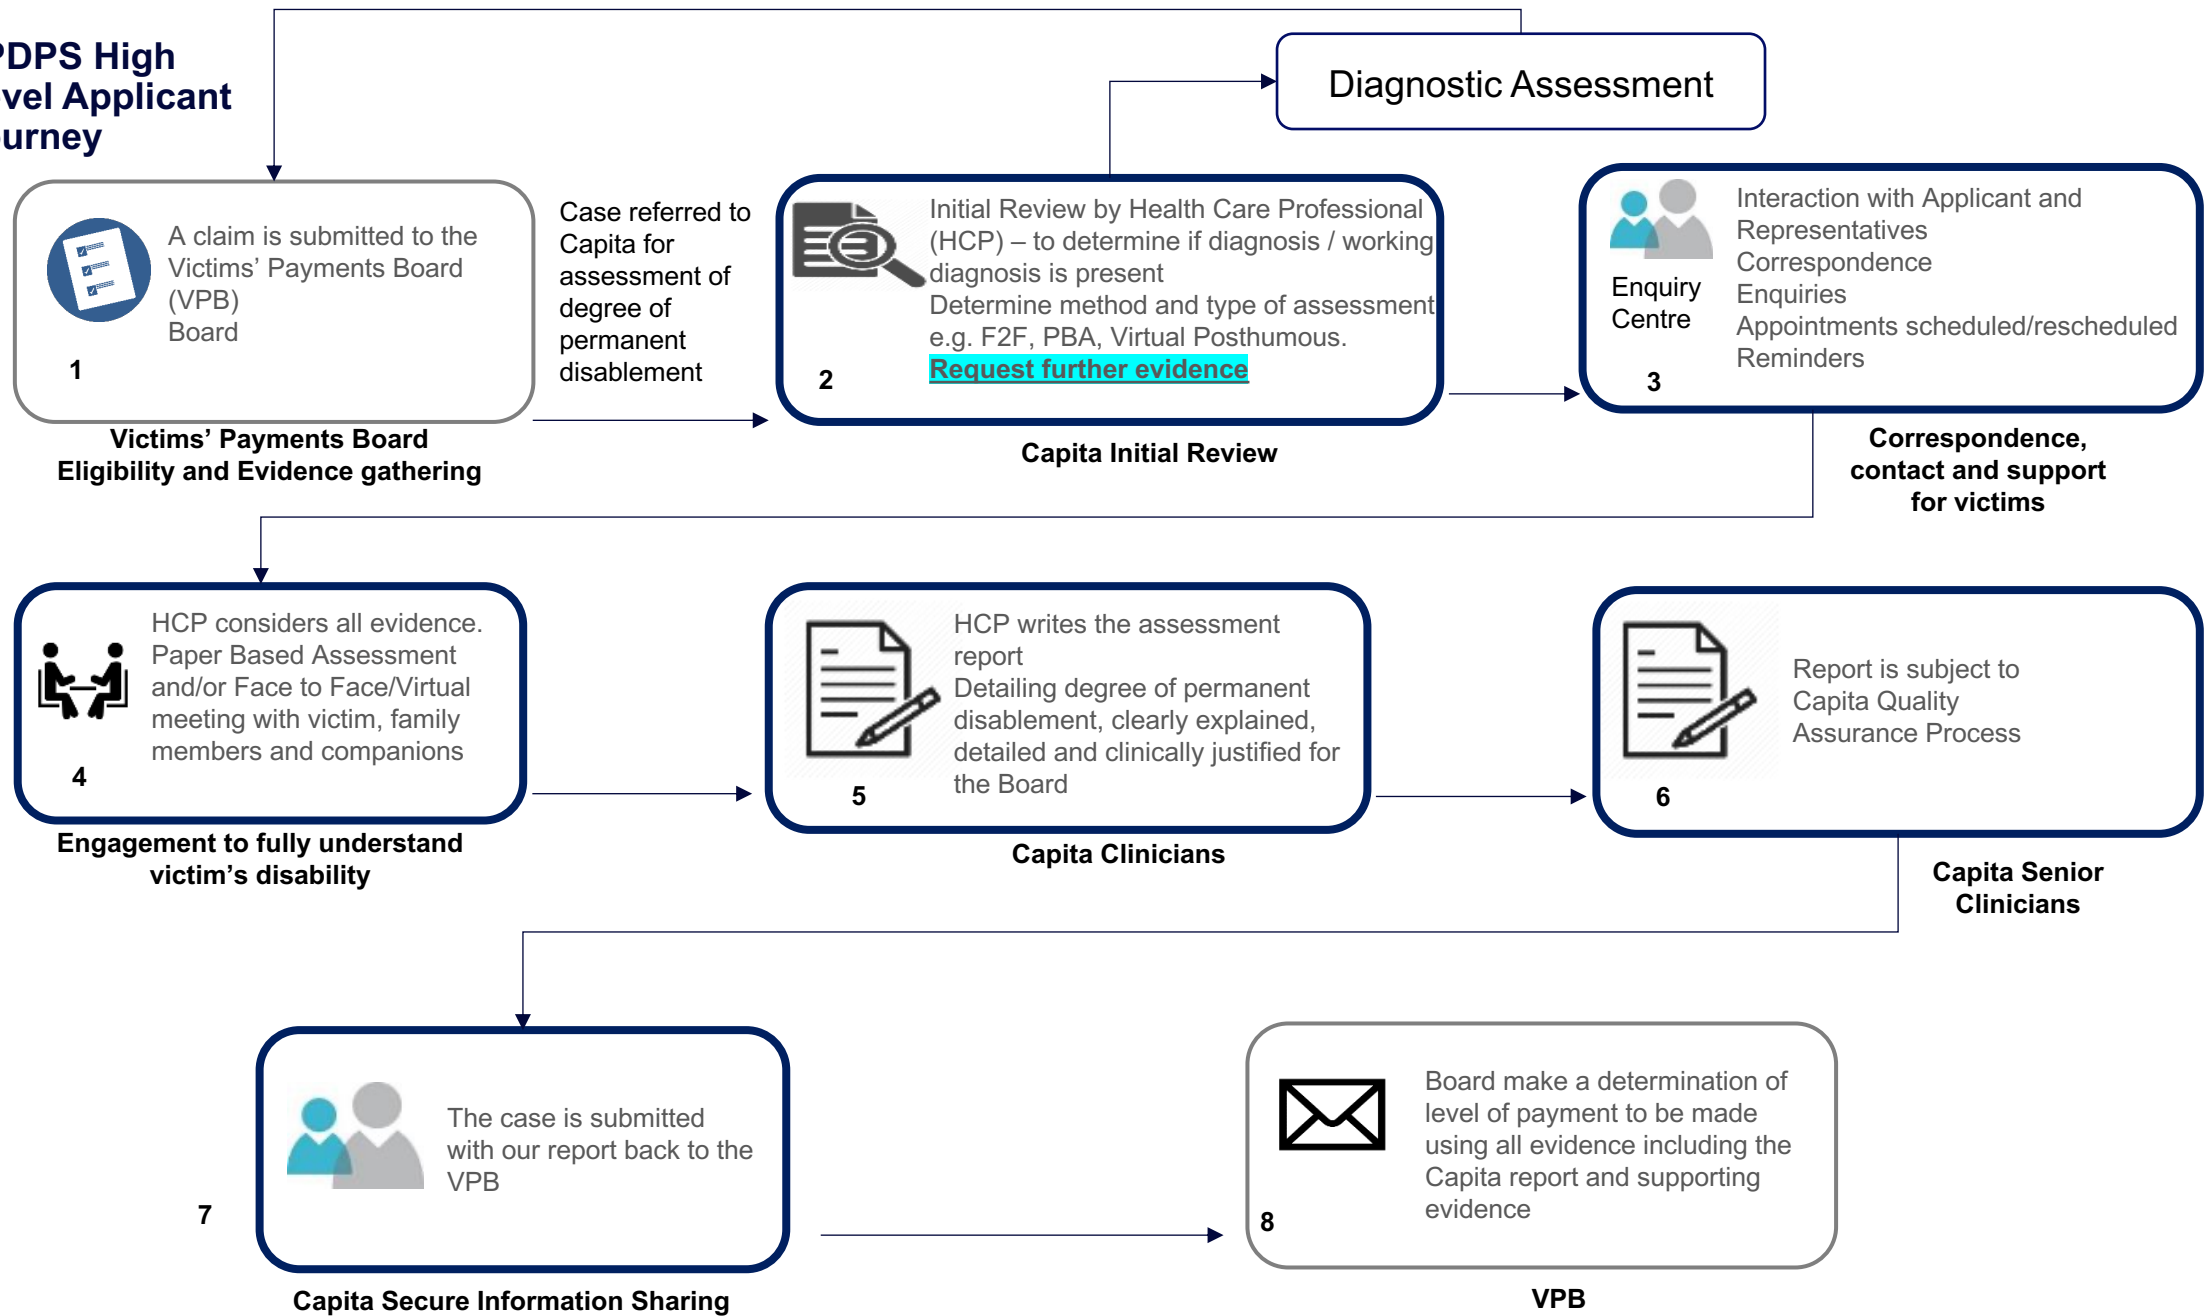 PDPS High
vel Applicant
urney
Diagnostic Assessment
A claim is submitted to the
Victims' Payments Board
(VPB)
Board
1
Victims' Payments Board
Eligibility and Evidence gathering
Case referred to
Capita for
assessment of
degree of
permanent
disablement
Initial Review by Health Care Professional
(HCP) – to determine if diagnosis / working
diagnosis is present
Determine method and type of assessment
e.g. F2F, PBA, Virtual Posthumous.
Request further evidence
2
Capita Initial Review
Interaction with Applicant and
Representatives
Correspondence
Enquiries
Appointments scheduled/rescheduled
Reminders
Enquiry
Centre
3
Correspondence,
contact and support
for victims
HCP considers all evidence.
Paper Based Assessment
and/or Face to Face/Virtual
meeting with victim, family
members and companions
4
Engagement to fully understand
victim's disability
HCP writes the assessment
report
Detailing degree of permanent
disablement, clearly explained,
detailed and clinically justified for
the Board
5
Capita Clinicians
Report is subject to
Capita Quality
Assurance Process
6
Capita Senior
Clinicians
The case is submitted
with our report back to the
VPB
7
Capita Secure Information Sharing
Board make a determination of
level of payment to be made
using all evidence including the
Capita report and supporting
evidence
8
VPB